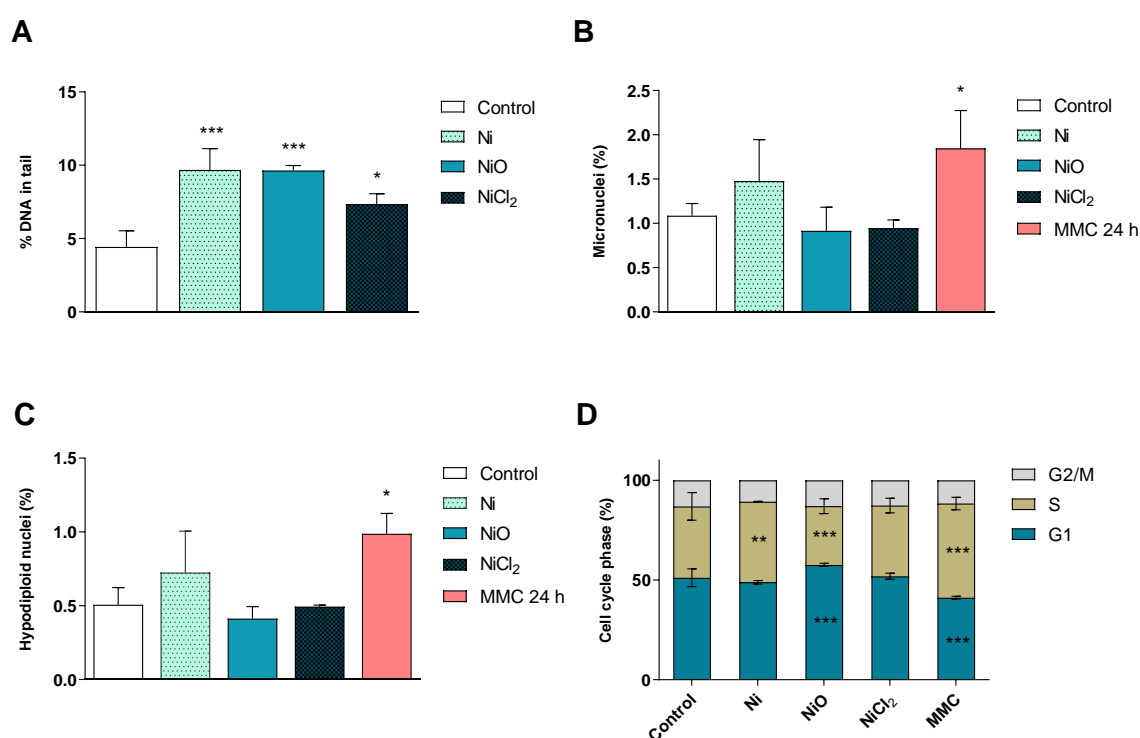 A
% DNA in tail
15
10
5
0
***
***
*
Control
Ni
NiO
NiCl₂
B
Micronuclei (%)
2.5
2.0
1.5
1.0
0.5
0.0
*
Control
Ni
NiO
NiCl₂
MMC 24 h
C
Hypodiploid nuclei (%)
1.5
1.0
0.5
0.0
*
Control
Ni
NiO
NiCl₂
MMC 24 h
D
Cell cycle phase (%)
100
50
0
**
***
***
***
***
Control
Ni
NiO
NiCl₂
MMC
G2/M
S
G1